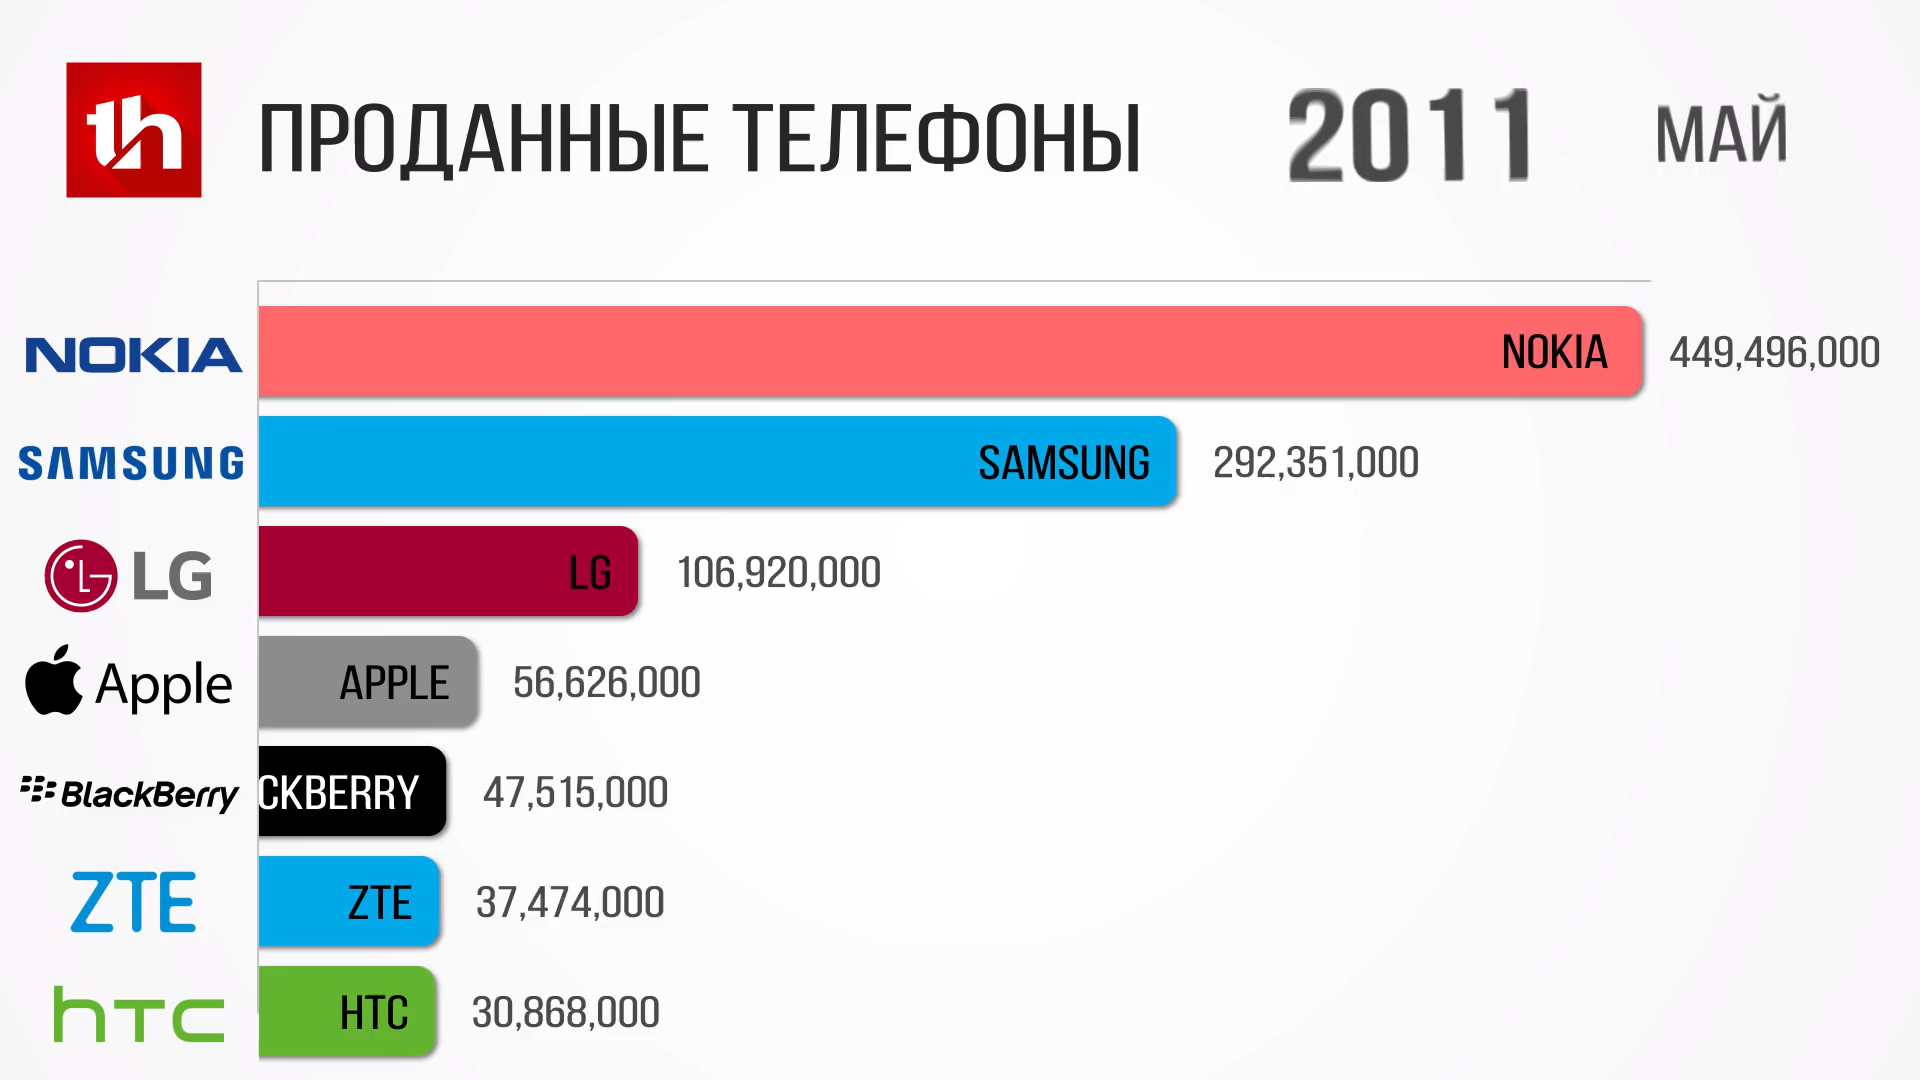 th
ПРОДАННЫЕ ТЕЛЕФОНЫ 2011 МАЙ
NOKIA NOKIA 449,496,000
SAMSUNG SAMSUNG 292,351,000
LG LG LG 106,920,000
Apple APPLE 56,626,000
BlackBerry CKBERRY 47,515,000
ZTE ZTE 37,474,000
hTC HTC 30,868,000